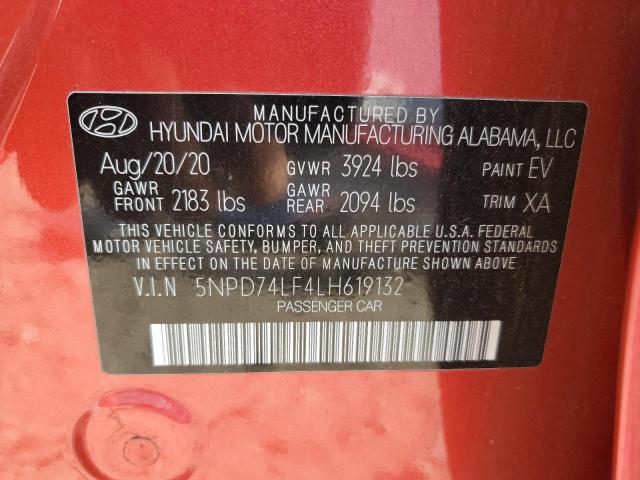 MANUFACTURED BY
HYUNDAI MOTOR MANUFACTURING ALABAMA, LLC
Aug/20/20 GVWR 3924 lbs PAINT EV
GAWR FRONT 2183 lbs GAWR REAR 2094 lbs TRIM XA
THIS VEHICLE CONFORMS TO ALL APPLICABLE U.S.A. FEDERAL
MOTOR VEHICLE SAFETY, BUMPER, AND THEFT PREVENTION STANDARDS
IN EFFECT ON THE DATE OF MANUFACTURE SHOWN ABOVE.
V.I.N 5NPD74LF4LH619132
PASSENGER CAR